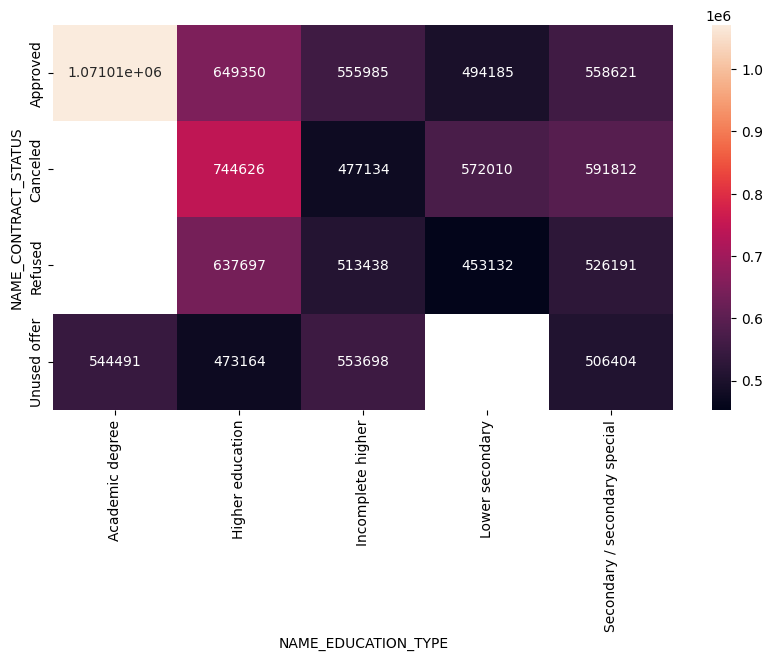 1e6
NAME_CONTRACT_STATUS
Approved
1.07101e+06 649350 555985 494185 558621
Canceled
744626 477134 572010 591812
Refused
637697 513438 453132 526191
Unused offer
544491 473164 553698 506404
1.0
0.9
0.8
0.7
0.6
0.5
Academic degree
Higher education
Incomplete higher
Lower secondary
Secondary / secondary special
NAME_EDUCATION_TYPE